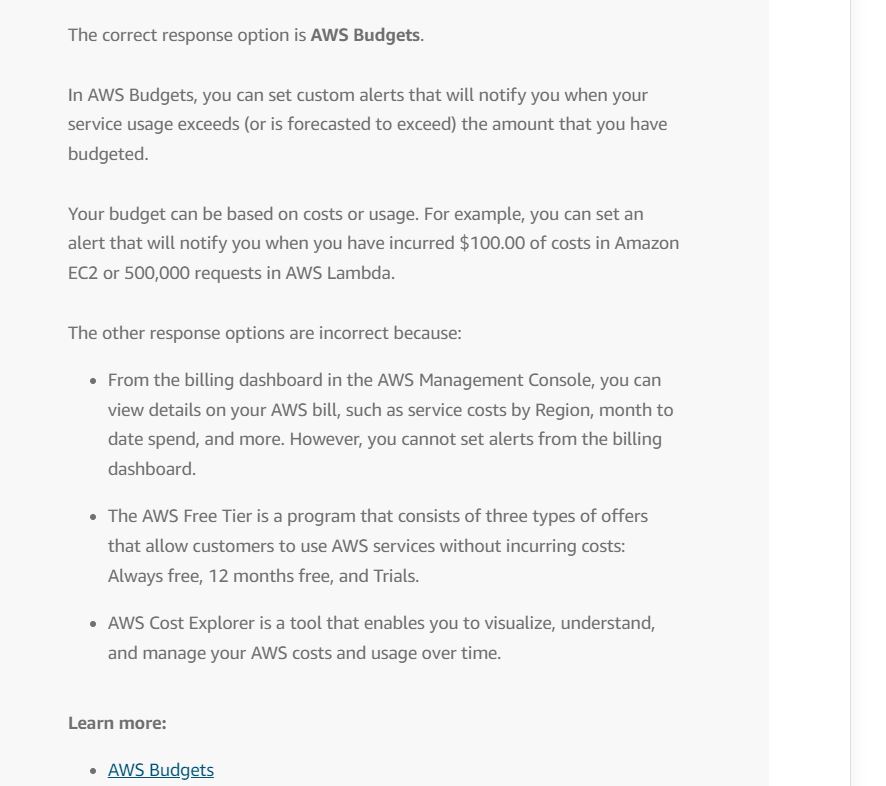 The correct response option is AWS Budgets.
In AWS Budgets, you can set custom alerts that will notify you when your
service usage exceeds (or is forecasted to exceed) the amount that you have
budgeted.
Your budget can be based on costs or usage. For example, you can set an
alert that will notify you when you have incurred $100.00 of costs in Amazon
EC2 or 500,000 requests in AWS Lambda.
The other response options are incorrect because:
• From the billing dashboard in the AWS Management Console, you can
view details on your AWS bill, such as service costs by Region, month to
date spend, and more. However, you cannot set alerts from the billing
dashboard.
• The AWS Free Tier is a program that consists of three types of offers
that allow customers to use AWS services without incurring costs:
Always free, 12 months free, and Trials.
• AWS Cost Explorer is a tool that enables you to visualize, understand,
and manage your AWS costs and usage over time.
Learn more:
• AWS Budgets